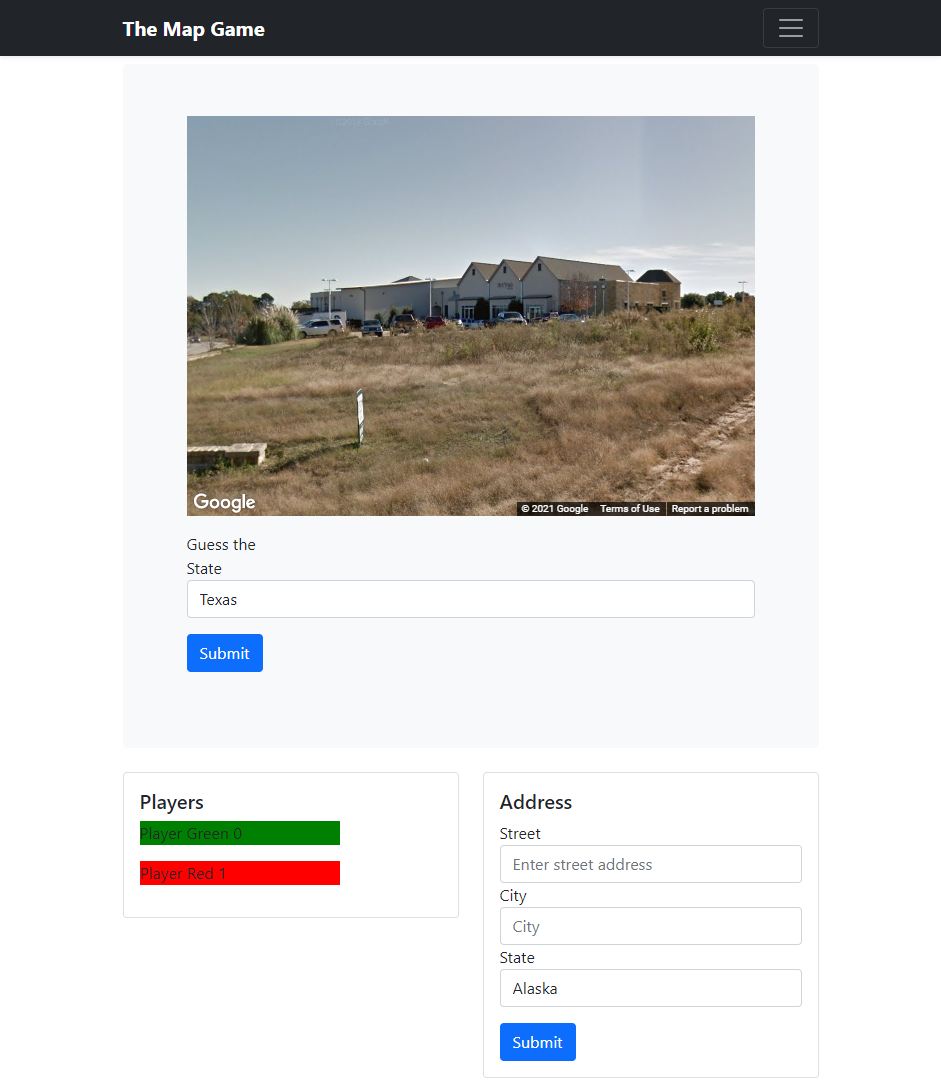 The Map Game
Google
© 2021 Google Terms of Use Report a problem
Guess the
State
Texas
Submit
Players
Player Green 0
Player Red 1
Address
Street
Enter street address
City
City
State
Alaska
Submit